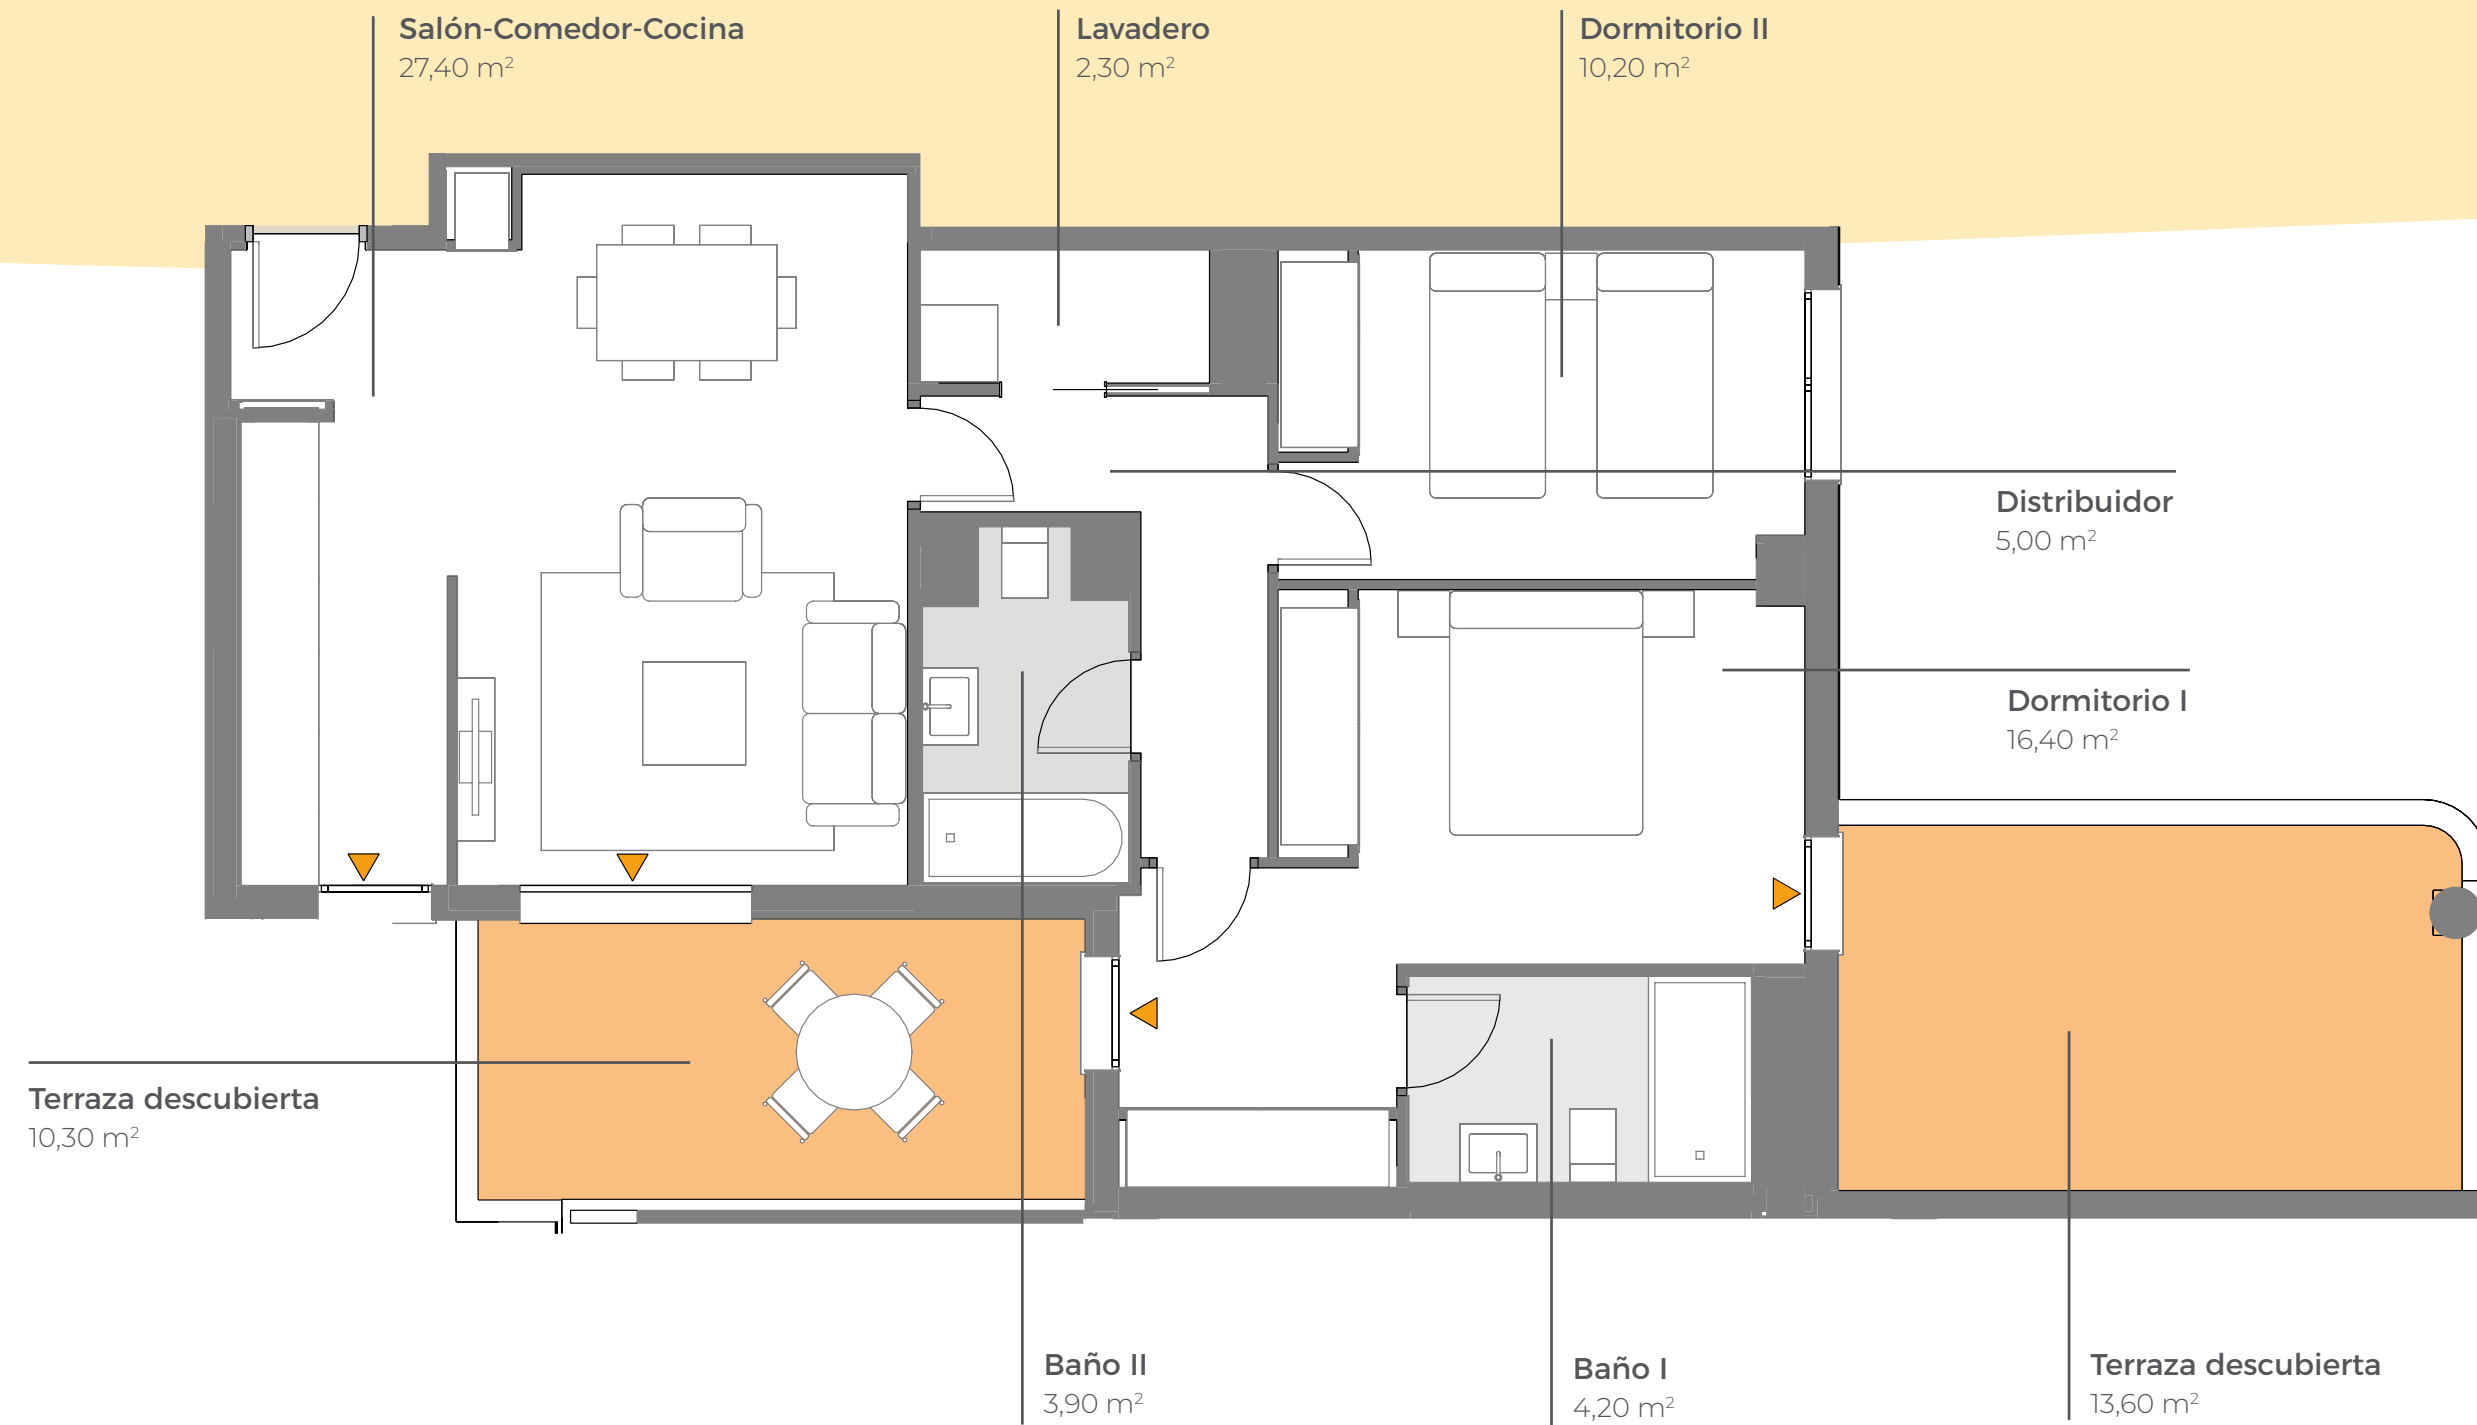 Salón-Comedor-Cocina
27,40 m²
Lavadero
2,30 m²
Dormitorio II
10,20 m²
Distribuidor
5,00 m²
Dormitorio I
16,40 m²
Terraza descubierta
10,30 m²
Baño II
3,90 m²
Baño I
4,20 m²
Terraza descubierta
13,60 m²